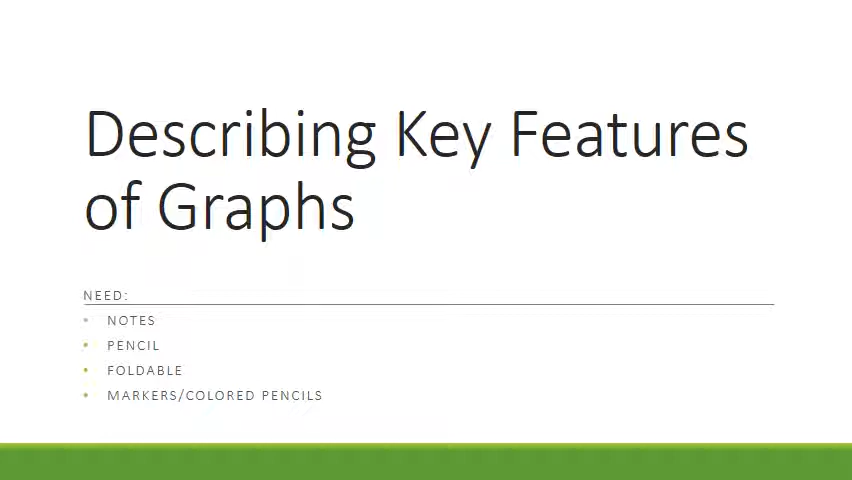 Describing Key Features
of Graphs
NEED:
• NOTES
• PENCIL
• FOLDABLE
• MARKERS/COLORED PENCILS